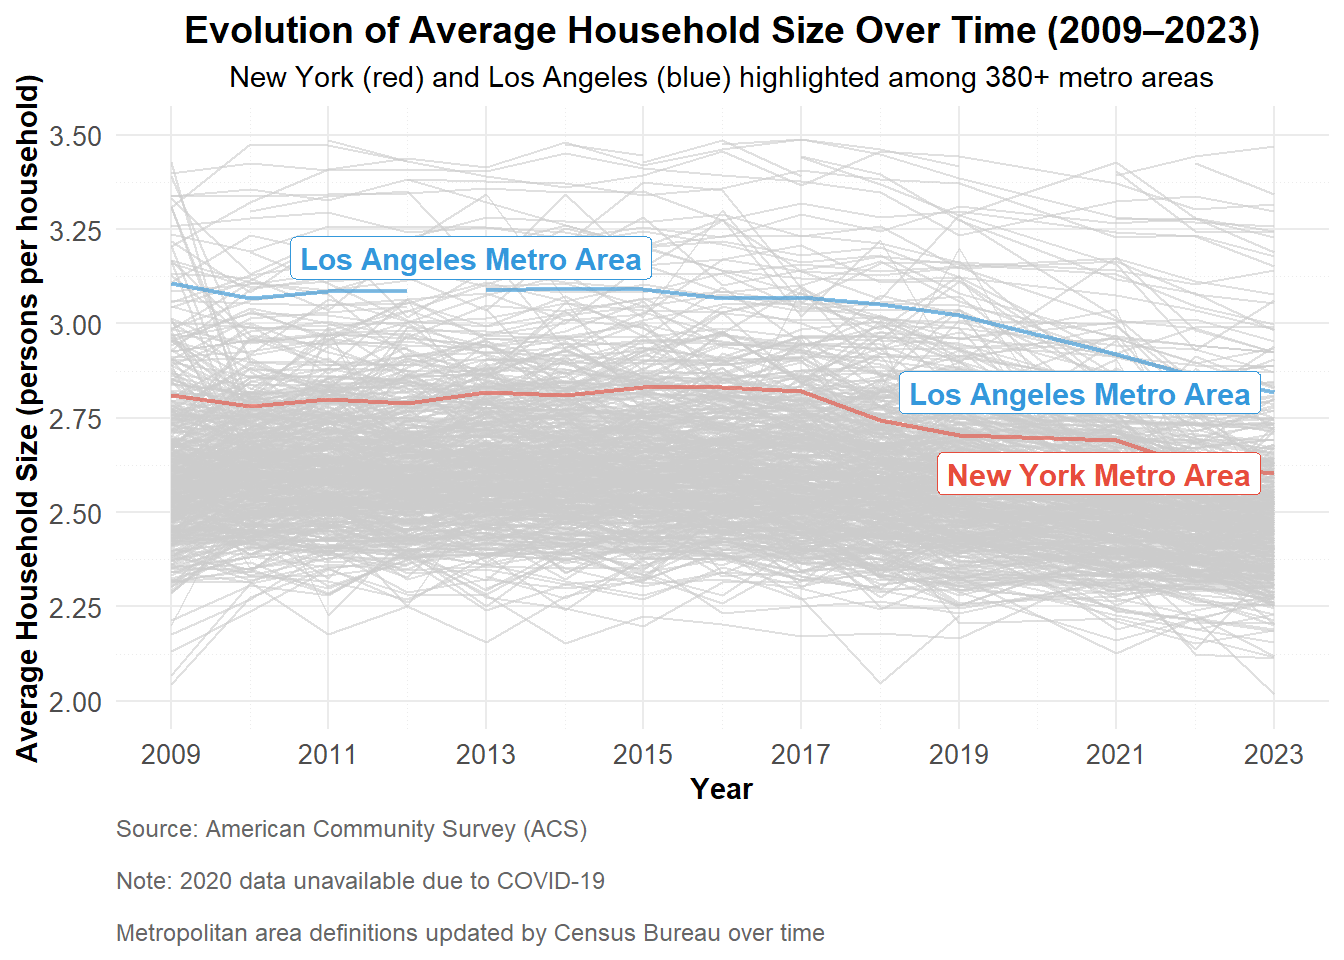 Evolution of Average Household Size Over Time (2009–2023)
New York (red) and Los Angeles (blue) highlighted among 380+ metro areas
Average Household Size (persons per household)
3.50
3.25
3.00
2.75
2.50
2.25
2.00
Los Angeles Metro Area
Los Angeles Metro Area
New York Metro Area
2009 2011 2013 2015 2017 2019 2021 2023
Year
Source: American Community Survey (ACS)
Note: 2020 data unavailable due to COVID-19
Metropolitan area definitions updated by Census Bureau over time